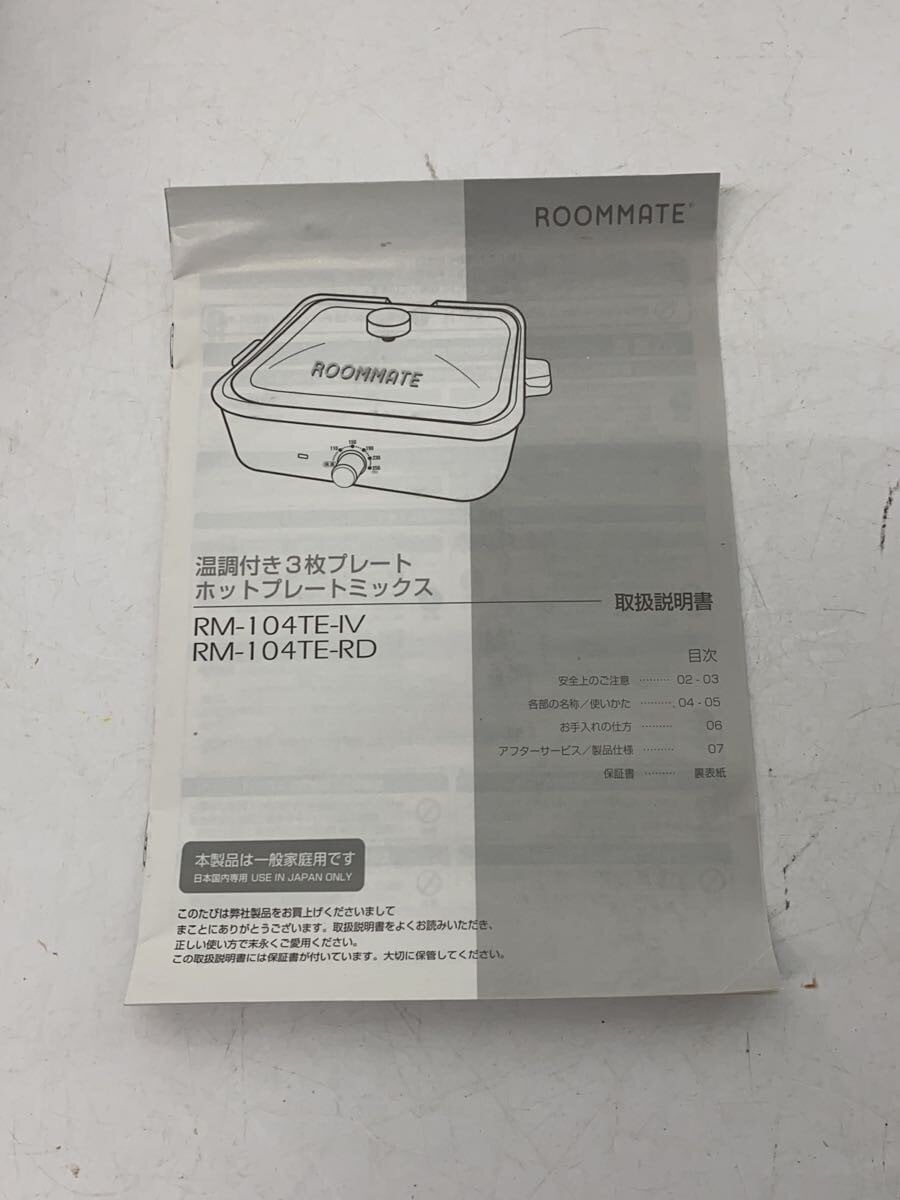 ROOMMATE®
ROOMMATE
110
150
190
230
250
温調付き3枚プレート
ホットプレートミックス
取扱説明書
RM-104TE-IV
RM-104TE-RD
目次
安全上のご注意 ……… 02 - 03
各部の名称／使いかた ……… 04 - 05
お手入れの仕方 ……… 06
アフターサービス／製品仕様 ……… 07
保証書 ……… 裏表紙
本製品は一般家庭用です
日本国内専用 USE IN JAPAN ONLY
このたびは弊社製品をお買上げくださいまして
まことにありがとうございます。取扱説明書をよくお読みいただき、
正しい使い方で末永くご愛用ください。
この取扱説明書には保証書が付いています。大切に保管してください。